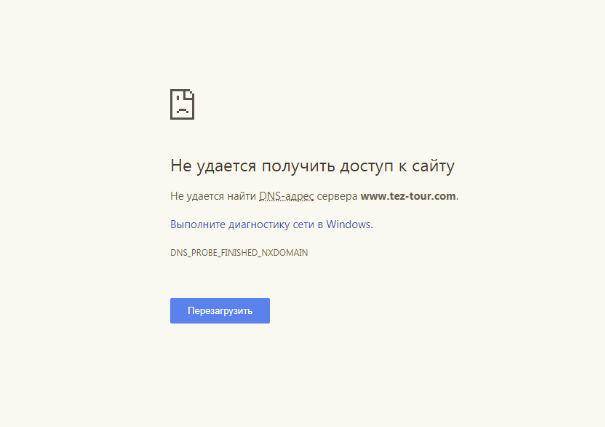 Не удается получить доступ к сайту
Не удается найти DNS-адрес сервера www.tez-tour.com.
Выполните диагностику сети в Windows.
DNS_PROBE_FINISHED_NXDOMAIN
Перезагрузить